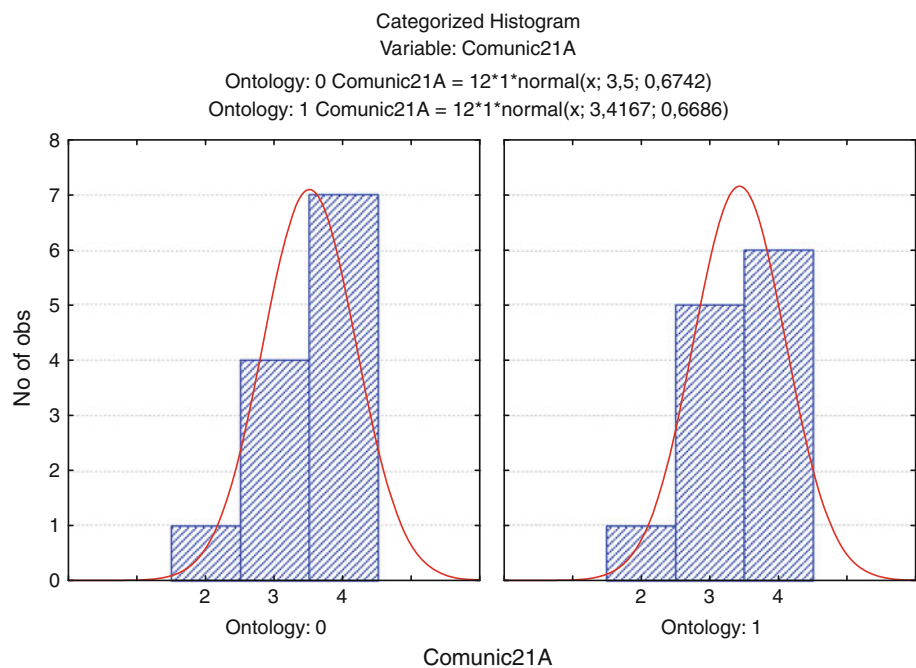 Categorized Histogram
Variable: Comunic21A
Ontology: 0 Comunic21A = 12*1*normal(x; 3,5; 0,6742)
Ontology: 1 Comunic21A = 12*1*normal(x; 3,4167; 0,6686)
8
7
6
5
4
3
2
1
0
No of obs
2 3 4
2 3 4
Ontology: 0
Ontology: 1
Comunic21A